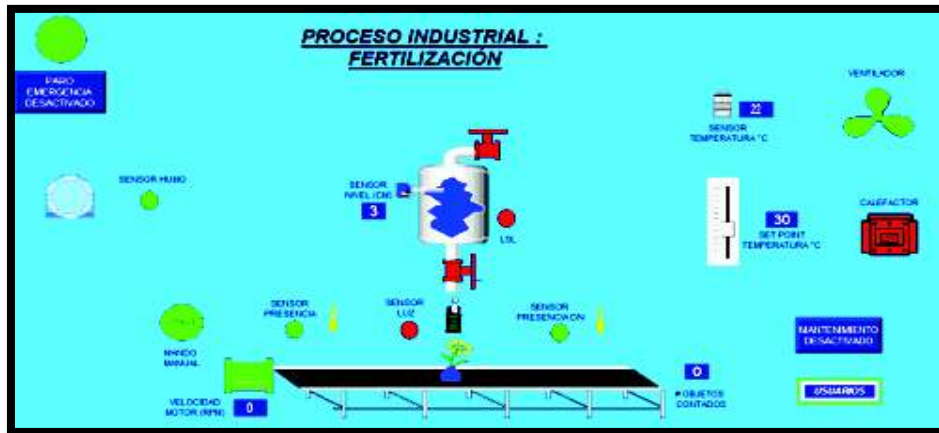 PROCESO INDUSTRIAL :
FERTILIZACIÓN
PARO
EMERGENCIA
DESACTIVADO
VENTILADOR
22
SENSOR
TEMPERATURA °C
SENSOR HUMO
SENSOR
NIVEL (CM)
3
LSL
30
SET POINT
TEMPERATURA °C
CALEFACTOR
SENSOR
PRESENCIA
SENSOR
LUZ
SENSOR
PRESENCIA CN
MANDO
MANUAL
MANTENIMIENTO
DESACTIVADO
VELOCIDAD
MOTOR (RPM)
0
0
# OBJETOS
CONTADOS
USUARIOS